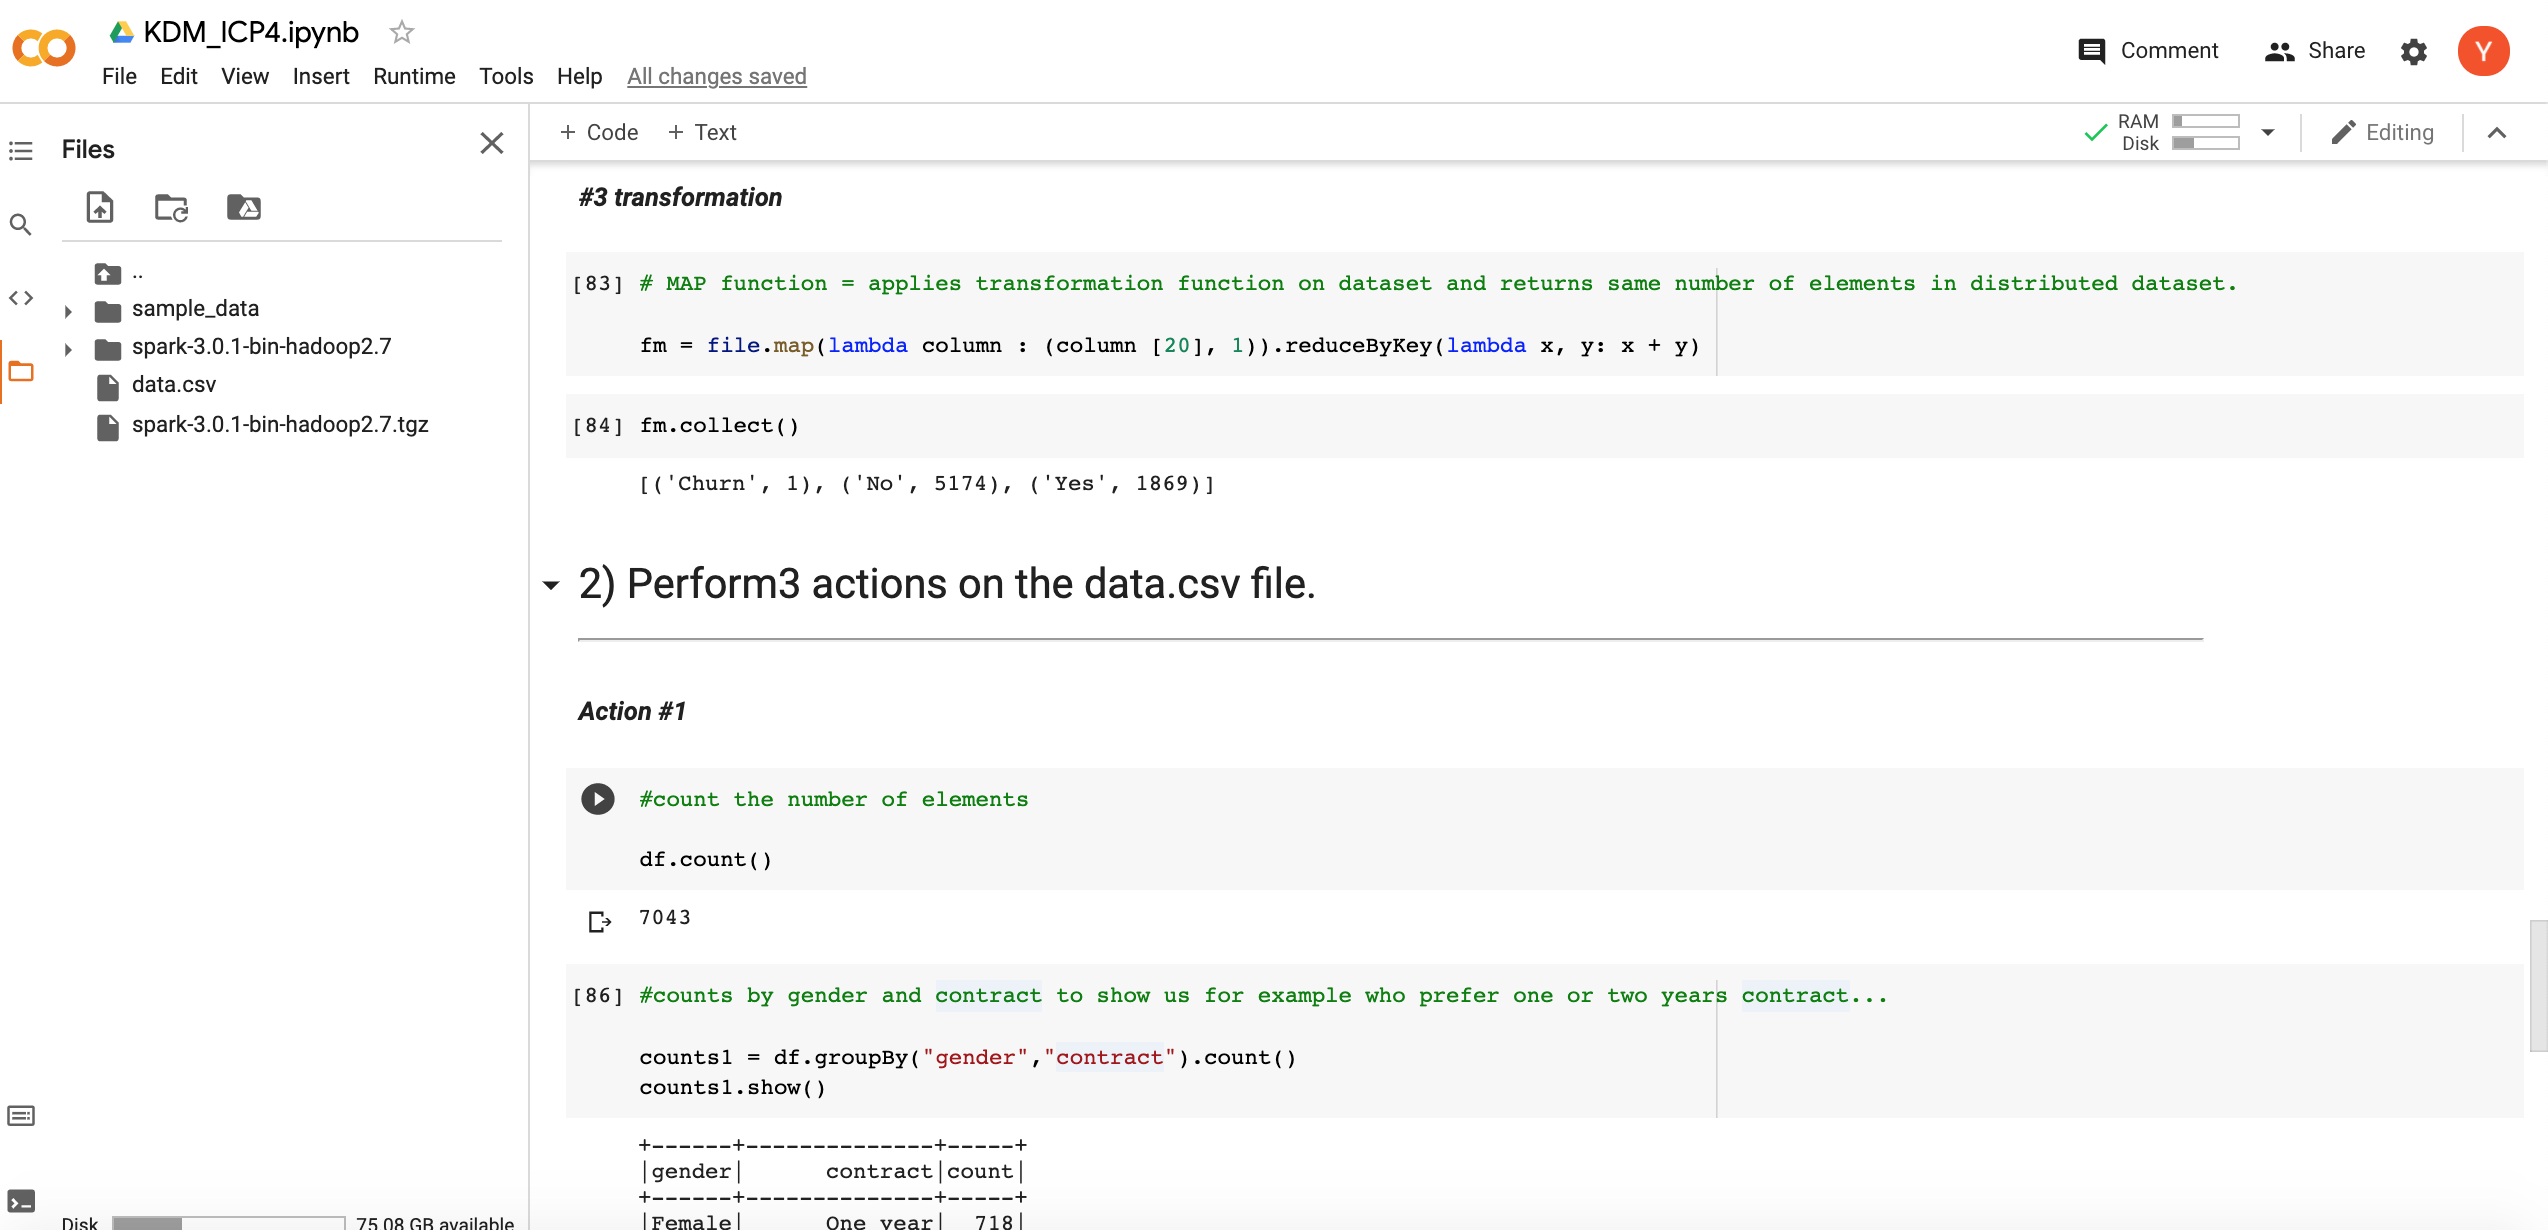 KDM_ICP4.ipynb
File Edit View Insert Runtime Tools Help All changes saved
Comment Share Y
Files
+ Code + Text
RAM
Disk
Editing
..
sample_data
spark-3.0.1-bin-hadoop2.7
data.csv
spark-3.0.1-bin-hadoop2.7.tgz
Disk 75.08 GB available
#3 transformation
[83] # MAP function = applies transformation function on dataset and returns same number of elements in distributed dataset.
fm = file.map(lambda column : (column [20], 1)).reduceByKey(lambda x, y: x + y)
[84] fm.collect()
[('Churn', 1), ('No', 5174), ('Yes', 1869)]
2) Perform3 actions on the data.csv file.
Action #1
#count the number of elements
df.count()
7043
[86] #counts by gender and contract to show us for example who prefer one or two years contract...
counts1 = df.groupBy("gender","contract").count()
counts1.show()
+------+--------------+-----+
|gender|      contract|count|
+------+--------------+-----+
|Female|      One year|  718|